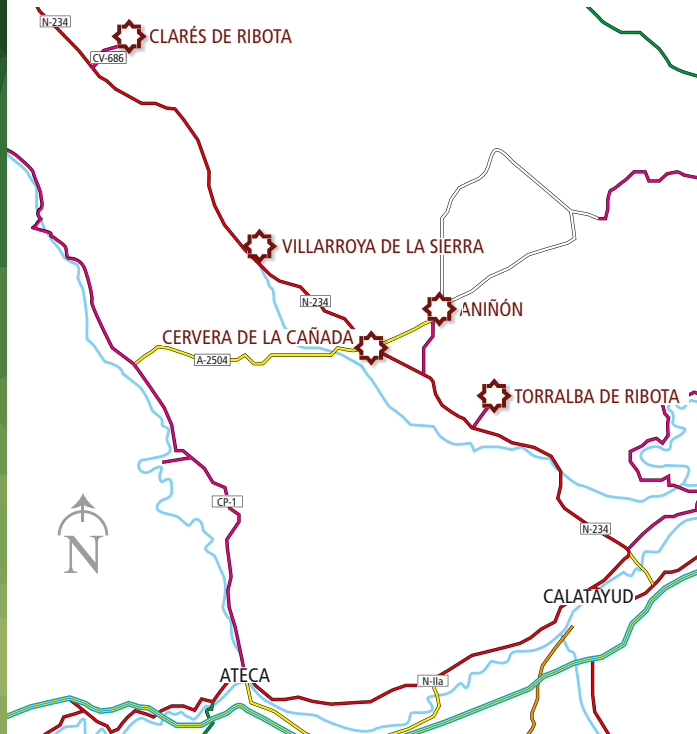 N-234
CLARÉS DE RIBOTA
CV-686
VILLARROYA DE LA SIERRA
N-234
ANIÑÓN
CERVERA DE LA CAÑADA
A-2504
TORRALBA DE RIBOTA
CP-1
N-234
N
CALATAYUD
ATECA
N-IIa